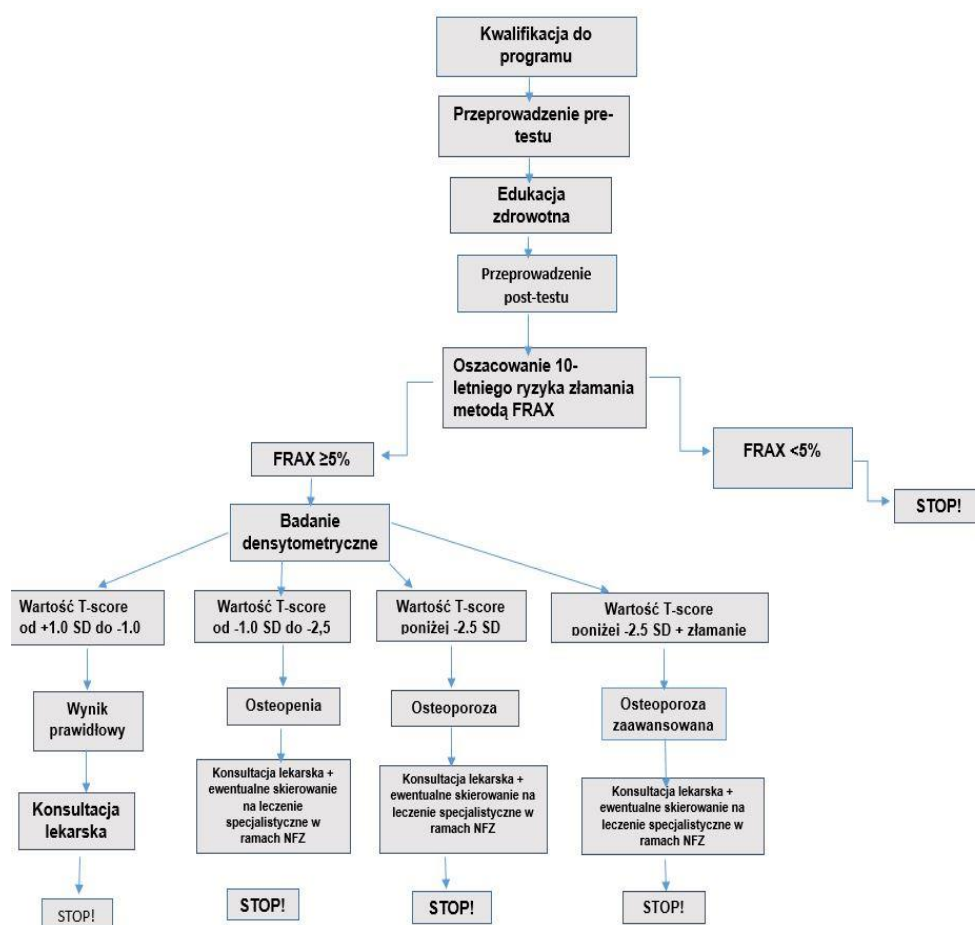 Kwalifikacja do
programu
Przeprowadzenie pre-
testu
Edukacja
zdrowotna
Przeprowadzenie
post-testu
Oszacowanie 10-
letniego ryzyka złamania
metodą FRAX
FRAX ≥5%
FRAX <5%
STOP!
Badanie
densytometryczne
Wartość T-score
od +1.0 SD do -1.0
Wartość T-score
od -1.0 SD do -2,5
Wartość T-score
poniżej -2.5 SD
Wartość T-score
poniżej -2.5 SD + złamanie
Wynik
prawidłowy
Osteopenia
Osteoporoza
Osteoporoza
zaawansowana
Konsultacja
lekarska
Konsultacja lekarska +
ewentualne skierowanie
na leczenie
specjalistyczne w
ramach NFZ
Konsultacja lekarska +
ewentualne skierowanie na
leczenie specjalistyczne w
ramach NFZ
Konsultacja lekarska +
ewentualne skierowanie na
leczenie specjalistyczne w
ramach NFZ
STOP!
STOP!
STOP!
STOP!